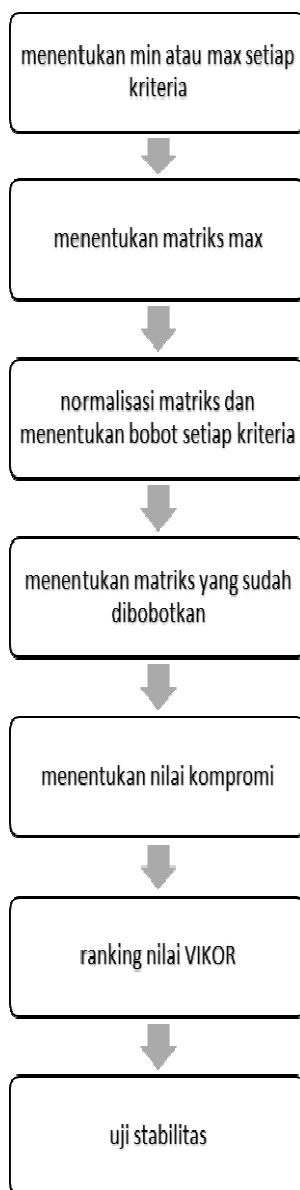 menentukan min atau max setiap
kriteria
menentukan matriks max
normalisasi matriks dan
menentukan bobot setiap kriteria
menentukan matriks yang sudah
dibobotkan
menentukan nilai kompromi
ranking nilai VIKOR
uji stabilitas